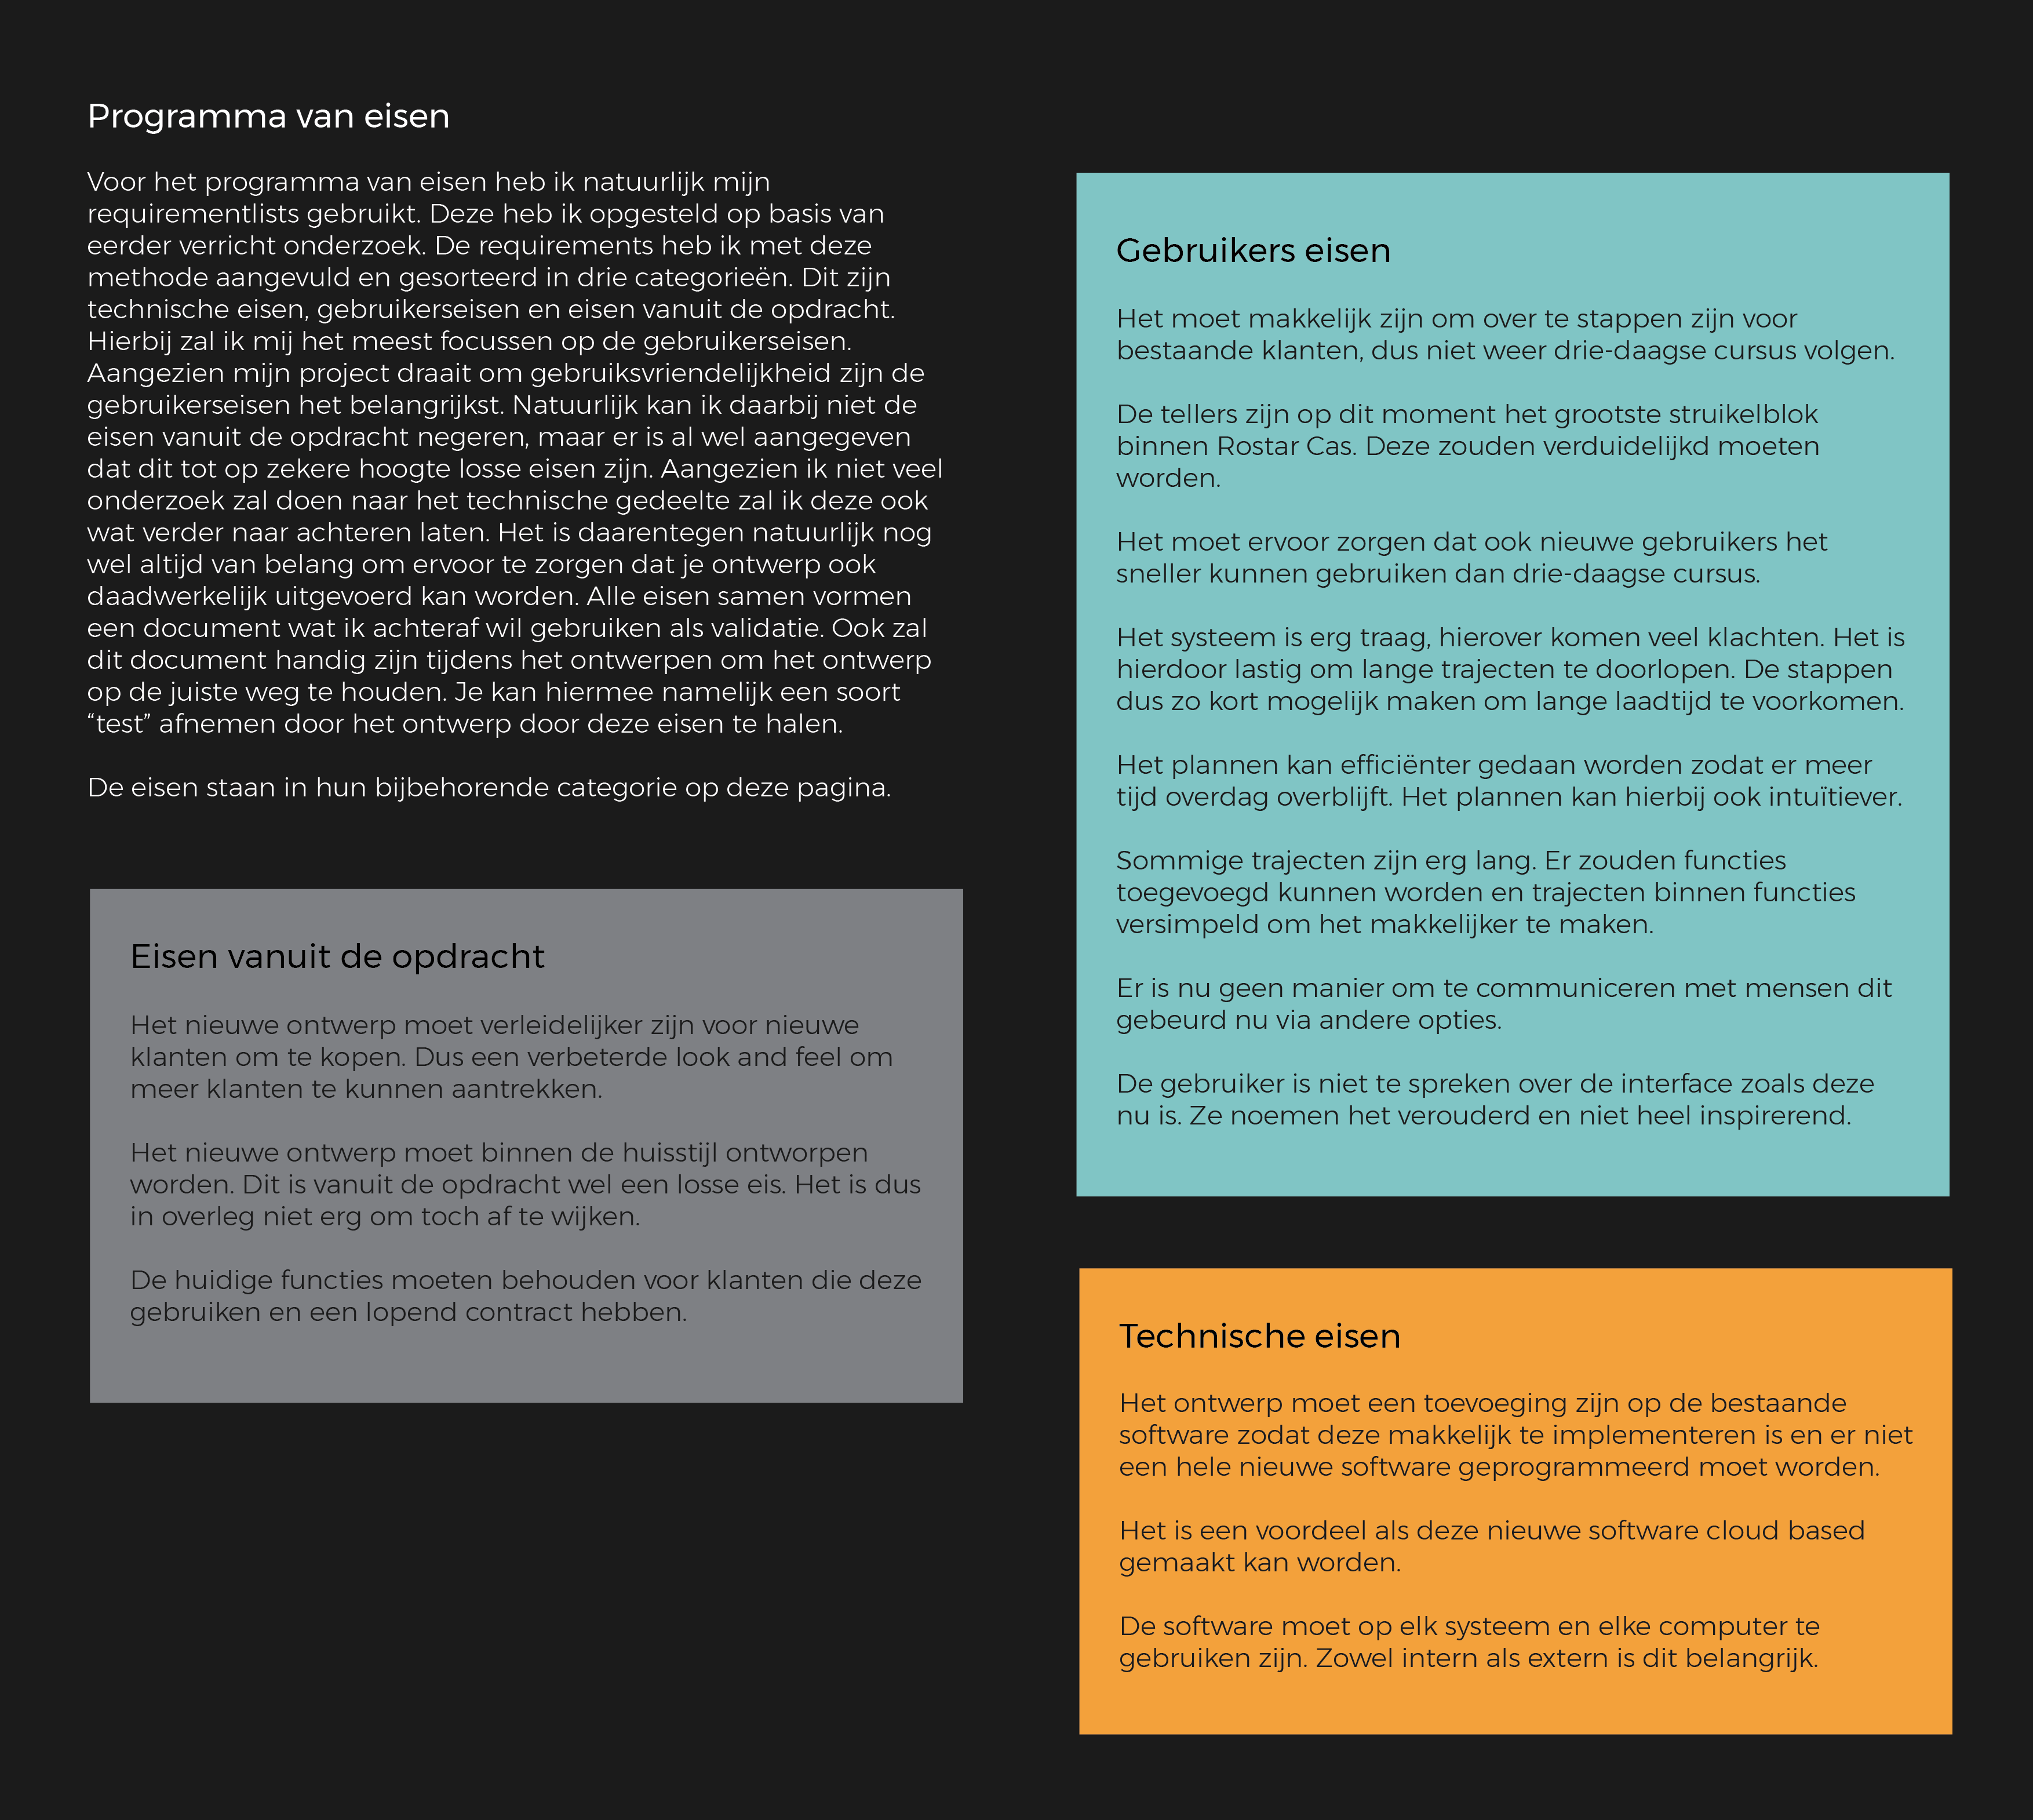 Programma van eisen
Voor het programma van eisen heb ik natuurlijk mijn
requirementlists gebruikt. Deze heb ik opgesteld op basis van
eerder verricht onderzoek. De requirements heb ik met deze
methode aangevuld en gesorteerd in drie categorieën. Dit zijn
technische eisen, gebruikerseisen en eisen vanuit de opdracht.
Hierbij zal ik mij het meest focussen op de gebruikerseisen.
Aangezien mijn project draait om gebruiksvriendelijkheid zijn de
gebruikerseisen het belangrijkst. Natuurlijk kan ik daarbij niet de
eisen vanuit de opdracht negeren, maar er is al wel aangegeven
dat dit tot op zekere hoogte losse eisen zijn. Aangezien ik niet veel
onderzoek zal doen naar het technische gedeelte zal ik deze ook
wat verder naar achteren laten. Het is daarentegen natuurlijk nog
wel altijd van belang om ervoor te zorgen dat je ontwerp ook
daadwerkelijk uitgevoerd kan worden. Alle eisen samen vormen
een document wat ik achteraf wil gebruiken als validatie. Ook zal
dit document handig zijn tijdens het ontwerpen om het ontwerp
op de juiste weg te houden. Je kan hiermee namelijk een soort
“test” afnemen door het ontwerp door deze eisen te halen.
De eisen staan in hun bijbehorende categorie op deze pagina.
Eisen vanuit de opdracht
Het nieuwe ontwerp moet verleidelijker zijn voor nieuwe
klanten om te kopen. Dus een verbeterde look and feel om
meer klanten te kunnen aantrekken.
Het nieuwe ontwerp moet binnen de huisstijl ontworpen
worden. Dit is vanuit de opdracht wel een losse eis. Het is dus
in overleg niet erg om toch af te wijken.
De huidige functies moeten behouden voor klanten die deze
gebruiken en een lopend contract hebben.
Gebruikers eisen
Het moet makkelijk zijn om over te stappen zijn voor
bestaande klanten, dus niet weer drie-daagse cursus volgen.
De tellers zijn op dit moment het grootste struikelblok
binnen Rostar Cas. Deze zouden verduidelijkd moeten
worden.
Het moet ervoor zorgen dat ook nieuwe gebruikers het
sneller kunnen gebruiken dan drie-daagse cursus.
Het systeem is erg traag, hierover komen veel klachten. Het is
hierdoor lastig om lange trajecten te doorlopen. De stappen
dus zo kort mogelijk maken om lange laadtijd te voorkomen.
Het plannen kan efficiënter gedaan worden zodat er meer
tijd overdag overblijft. Het plannen kan hierbij ook intuïtiever.
Sommige trajecten zijn erg lang. Er zouden functies
toegevoegd kunnen worden en trajecten binnen functies
versimpeld om het makkelijker te maken.
Er is nu geen manier om te communiceren met mensen dit
gebeurd nu via andere opties.
De gebruiker is niet te spreken over de interface zoals deze
nu is. Ze noemen het verouderd en niet heel inspirerend.
Technische eisen
Het ontwerp moet een toevoeging zijn op de bestaande
software zodat deze makkelijk te implementeren is en er niet
een hele nieuwe software geprogrammeerd moet worden.
Het is een voordeel als deze nieuwe software cloud based
gemaakt kan worden.
De software moet op elk systeem en elke computer te
gebruiken zijn. Zowel intern als extern is dit belangrijk.